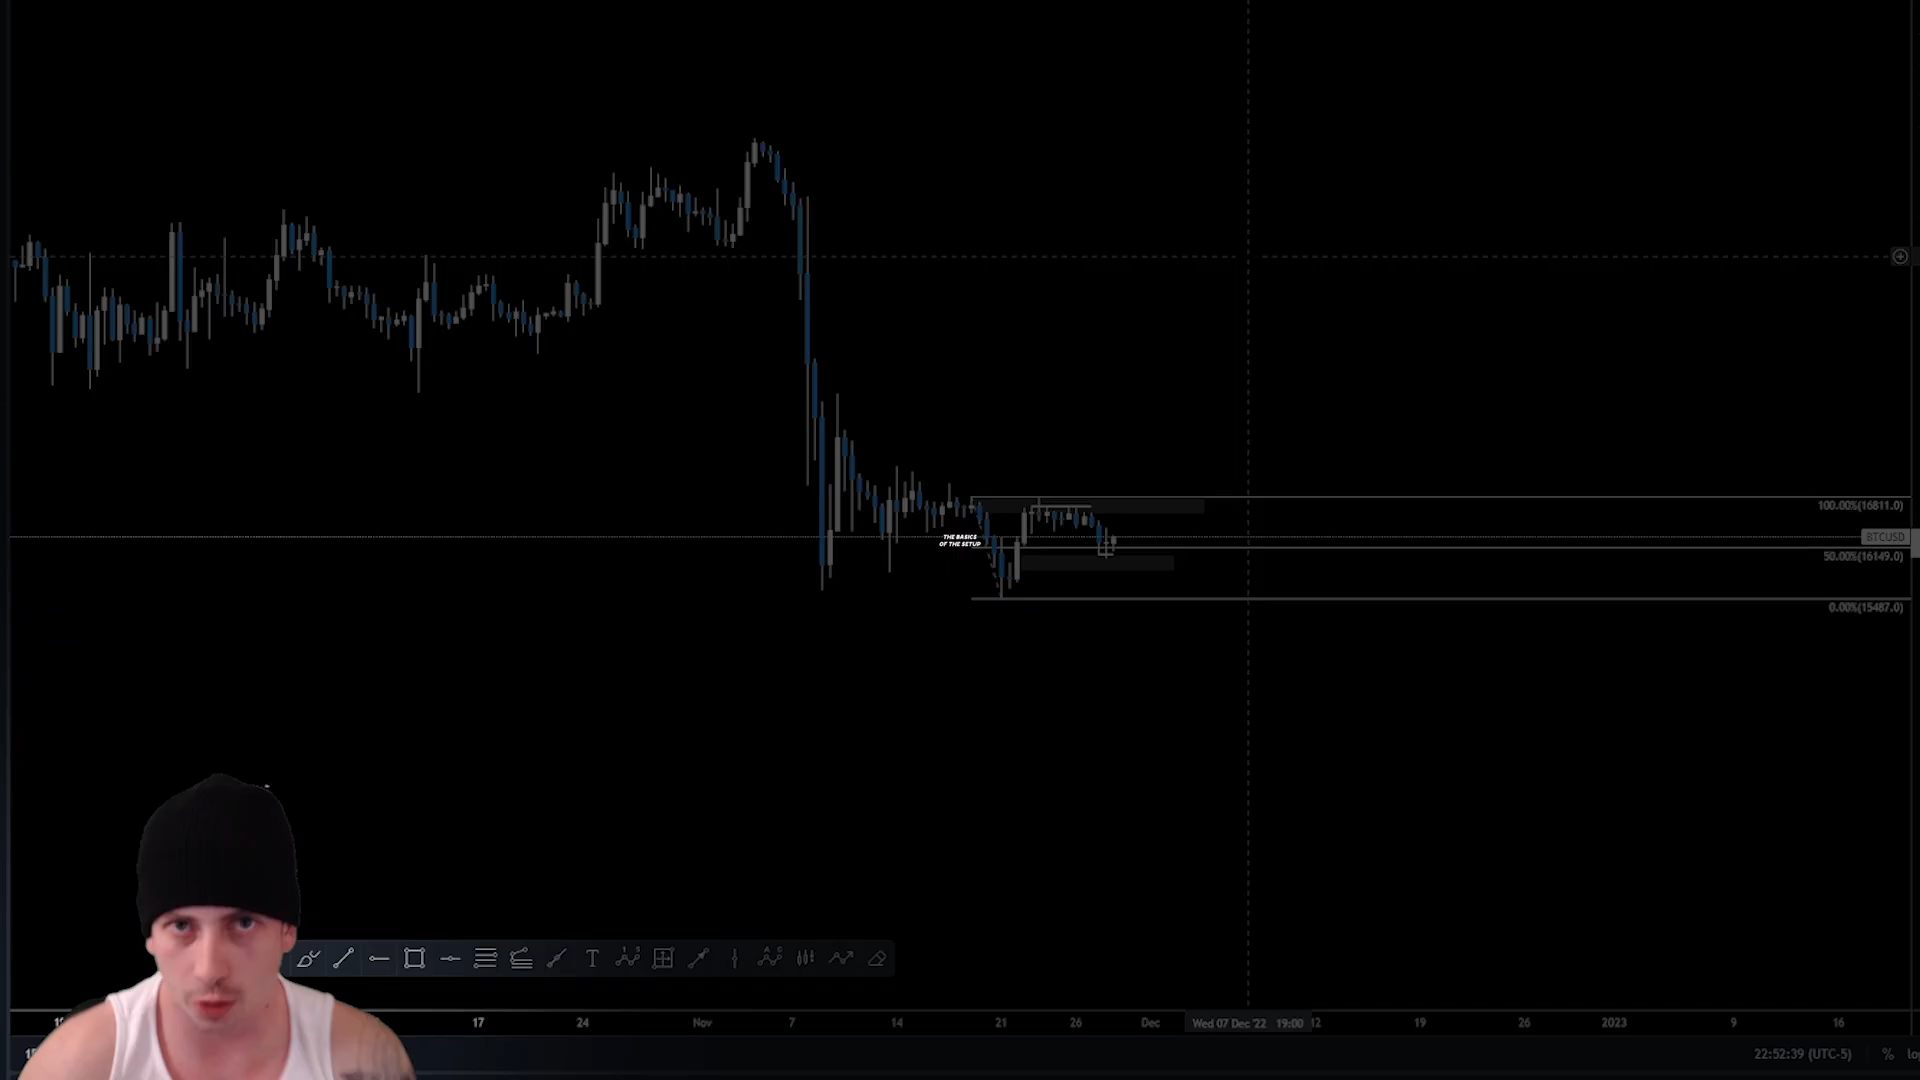 100.00%(16811.0)
BTCUSD
THE BASICS
OF THE SETUP
50.00%(16149.0)
0.00%(15487.0)
17 24 Nov 7 14 21 26 Dec Wed 07 Dec '22 19:00 12 19 26 2023 9 16
22:52:39 (UTC-5) %